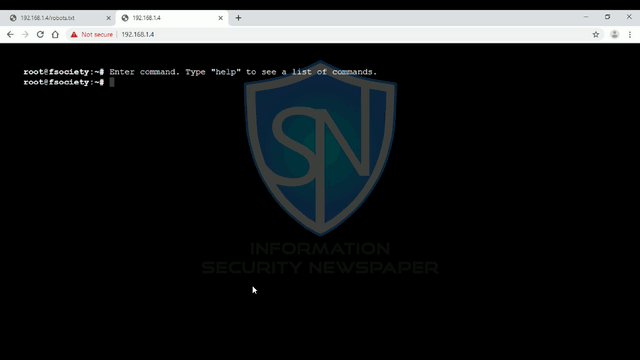 192.168.1.4/robots.txt
192.168.1.4
Not secure | 192.168.1.4
root@fsociety:~# Enter command. Type "help" to see a list of commands.
root@fsociety:~#
SN
INFORMATION
SECURITY NEWSPAPER